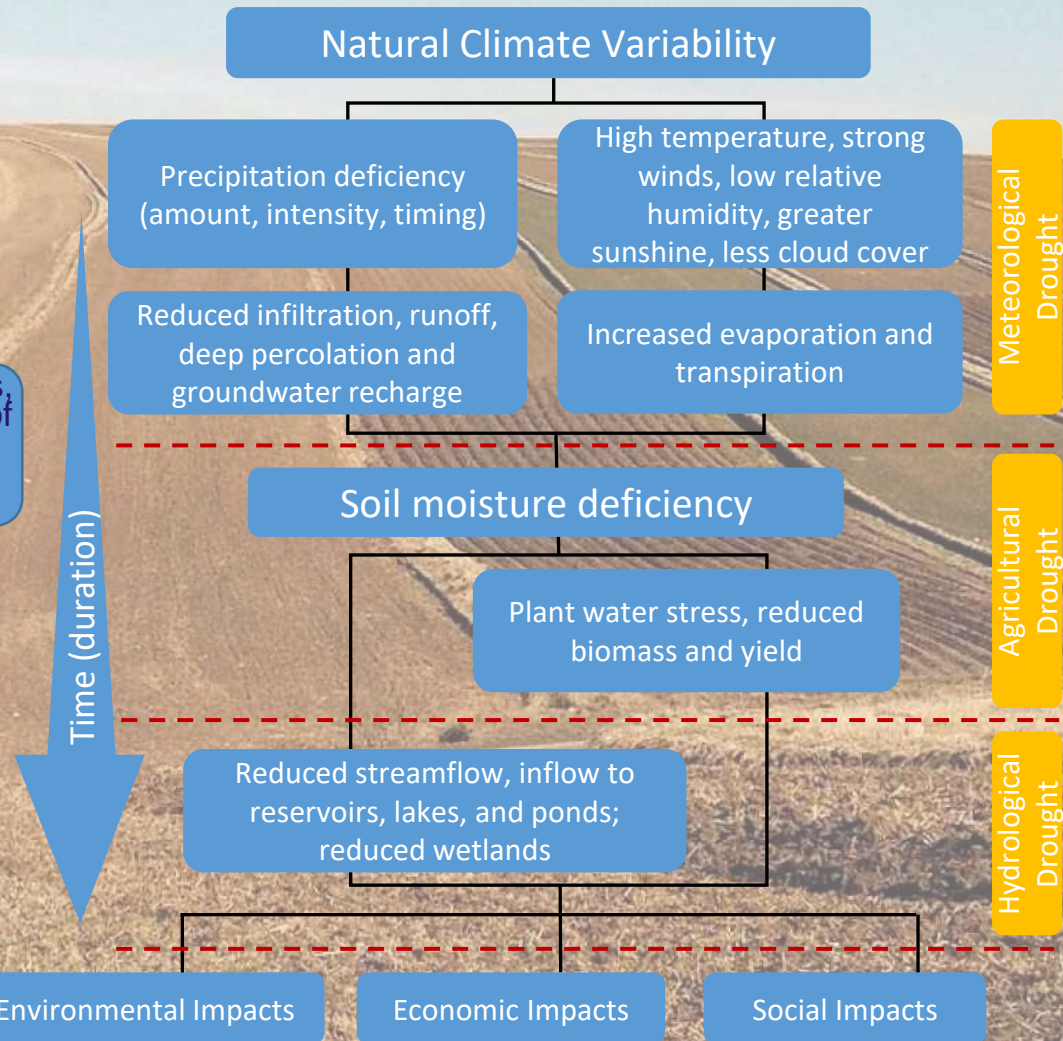 Natural Climate Variability
Precipitation deficiency
(amount, intensity, timing)
High temperature, strong
winds, low relative
humidity, greater
sunshine, less cloud cover
Meteorological
Drought
Reduced infiltration, runoff,
deep percolation and
groundwater recharge
Increased evaporation and
transpiration
s,
of
Time (duration)
Soil moisture deficiency
Plant water stress, reduced
biomass and yield
Agricultural
Drought
Reduced streamflow, inflow to
reservoirs, lakes, and ponds;
reduced wetlands
Hydrological
Drought
Environmental Impacts
Economic Impacts
Social Impacts